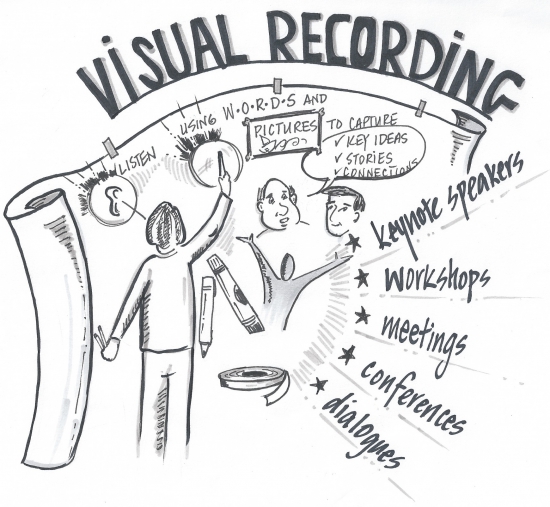 VISUAL RECORDING
LISTEN
USING W.O.R.D.S AND
PICTURES
TO CAPTURE
✓ KEY IDEAS
✓ STORIES
✓ CONNECTIONS
★ keynote speakers
★ workshops
★ meetings
★ conferences
★ dialogues